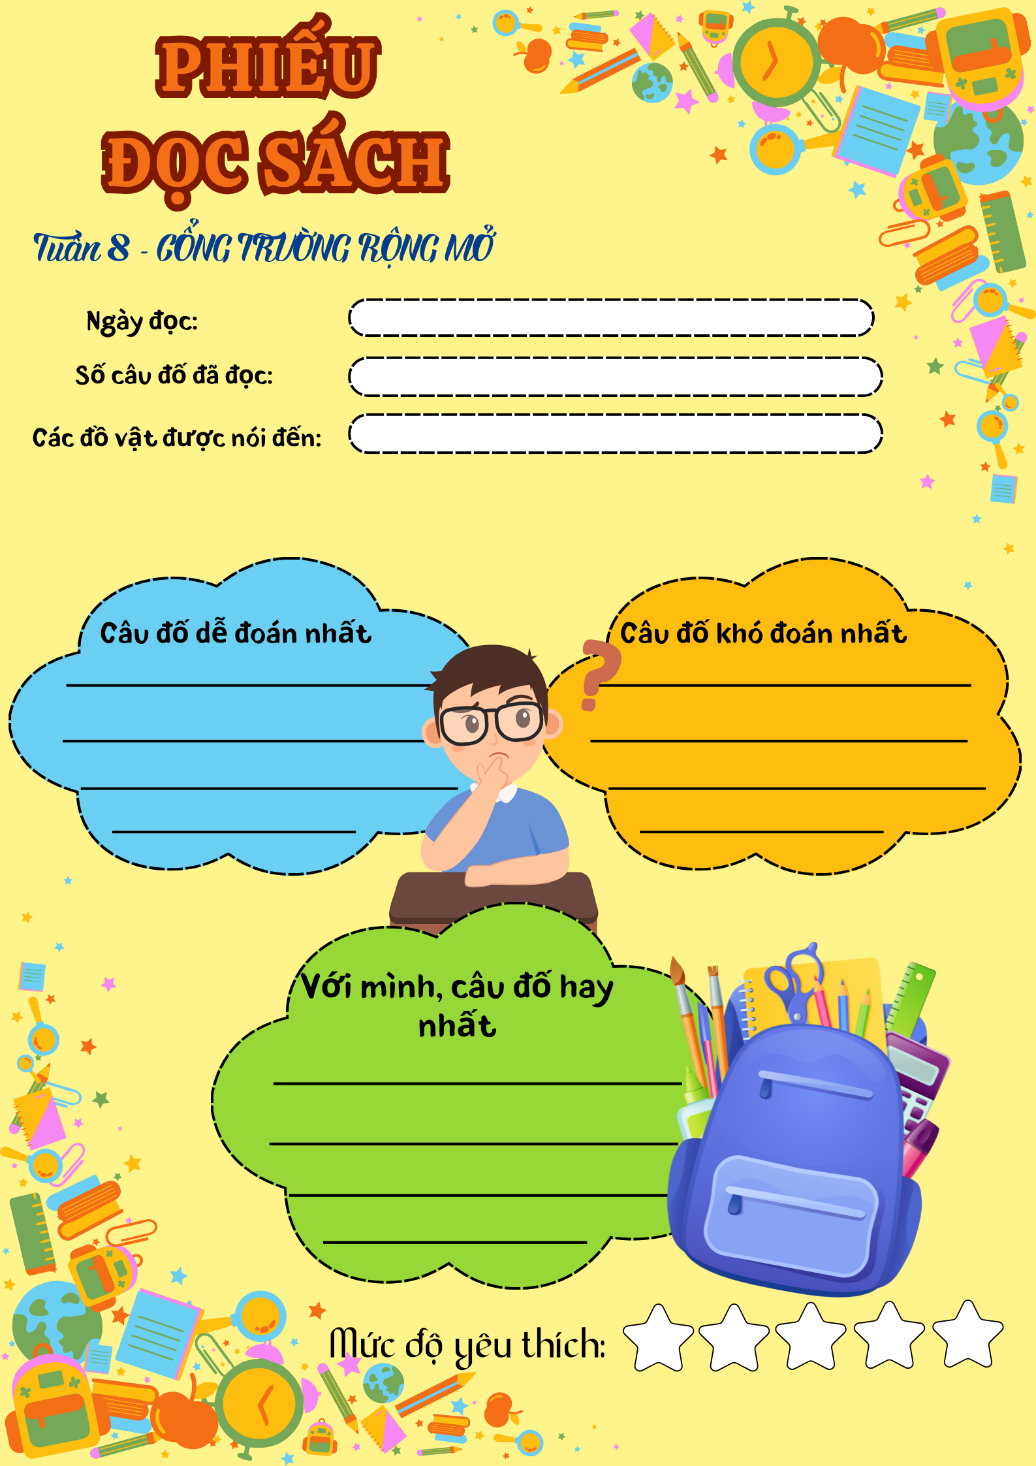 PHIẾU
ĐỌC SÁCH
Tuần 8 - CỔNG TRƯỜNG RỘNG MỞ
Ngày đọc:
Số câu đố đã đọc:
Các đồ vật được nói đến:
Câu đố dễ đoán nhất
Câu đố khó đoán nhất
?
Với mình, câu đố hay
nhất
Mức độ yêu thích: